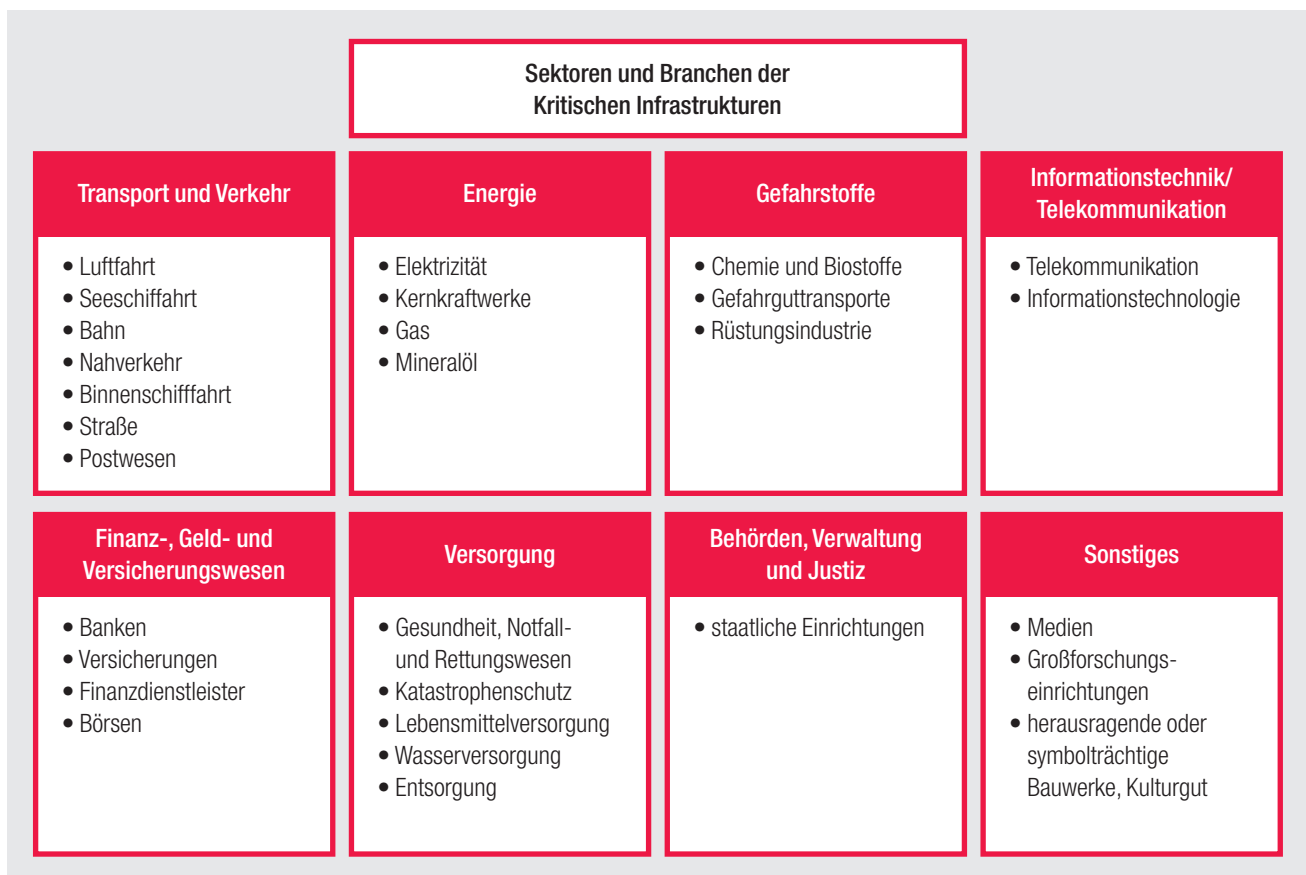 Sektoren und Branchen der
Kritischen Infrastrukturen
Transport und Verkehr
• Luftfahrt
• Seeschiffahrt
• Bahn
• Nahverkehr
• Binnenschifffahrt
• Straße
• Postwesen
Energie
• Elektrizität
• Kernkraftwerke
• Gas
• Mineralöl
Gefahrstoffe
• Chemie und Biostoffe
• Gefahrguttransporte
• Rüstungsindustrie
Informationstechnik/
Telekommunikation
• Telekommunikation
• Informationstechnologie
Finanz-, Geld- und
Versicherungswesen
• Banken
• Versicherungen
• Finanzdienstleister
• Börsen
Versorgung
• Gesundheit, Notfall-
und Rettungswesen
• Katastrophenschutz
• Lebensmittelversorgung
• Wasserversorgung
• Entsorgung
Behörden, Verwaltung
und Justiz
• staatliche Einrichtungen
Sonstiges
• Medien
• Großforschungs-
einrichtungen
• herausragende oder
symbolträchtige
Bauwerke, Kulturgut